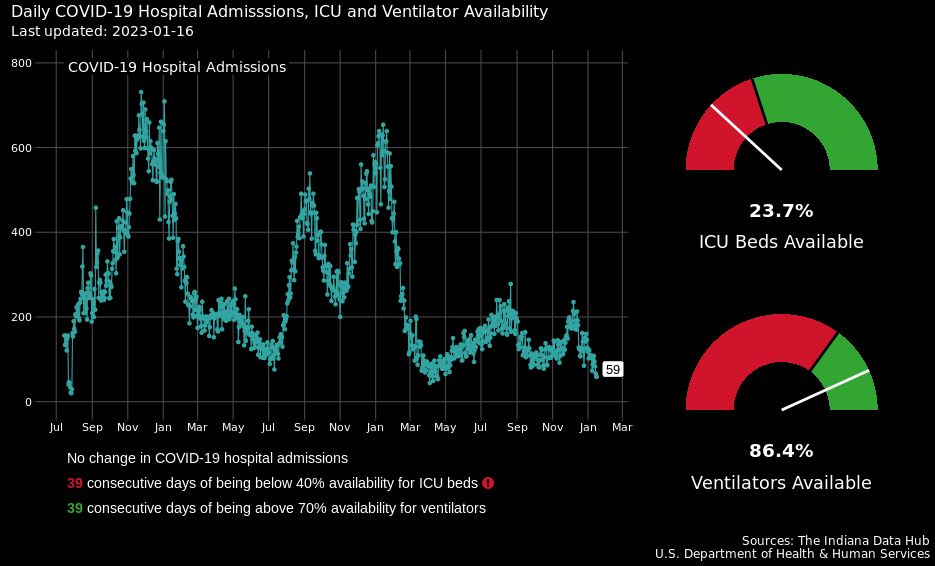 Daily COVID-19 Hospital Admisssions, ICU and Ventilator Availability
Last updated: 2023-01-16
COVID-19 Hospital Admissions
800
600
400
200
0
59
Jul Sep Nov Jan Mar May Jul Sep Nov Jan Mar May Jul Sep Nov Jan Mar
23.7%
ICU Beds Available
86.4%
Ventilators Available
No change in COVID-19 hospital admissions
39 consecutive days of being below 40% availability for ICU beds !
39 consecutive days of being above 70% availability for ventilators
Sources: The Indiana Data Hub
U.S. Department of Health & Human Services